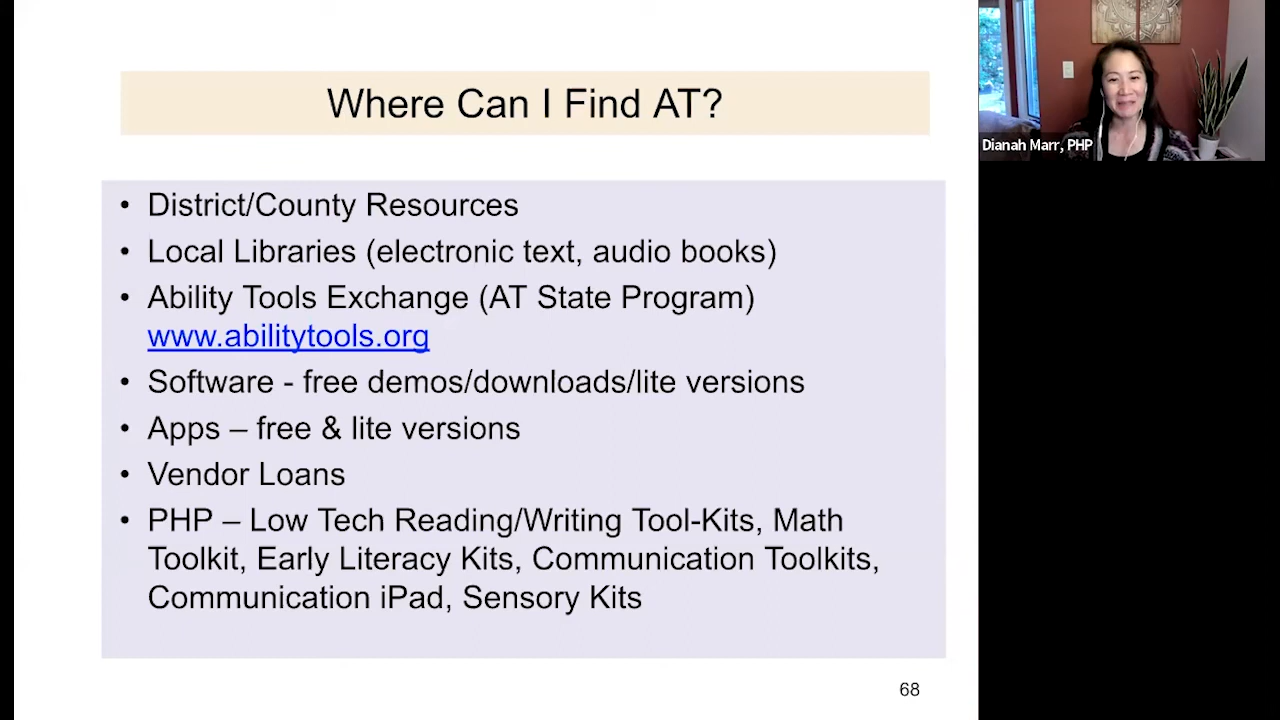 Where Can I Find AT?
• District/County Resources
• Local Libraries (electronic text, audio books)
• Ability Tools Exchange (AT State Program)
www.abilitytools.org
• Software - free demos/downloads/lite versions
• Apps – free & lite versions
• Vendor Loans
• PHP – Low Tech Reading/Writing Tool-Kits, Math
Toolkit, Early Literacy Kits, Communication Toolkits,
Communication iPad, Sensory Kits
68
Dianah Marr, PHP